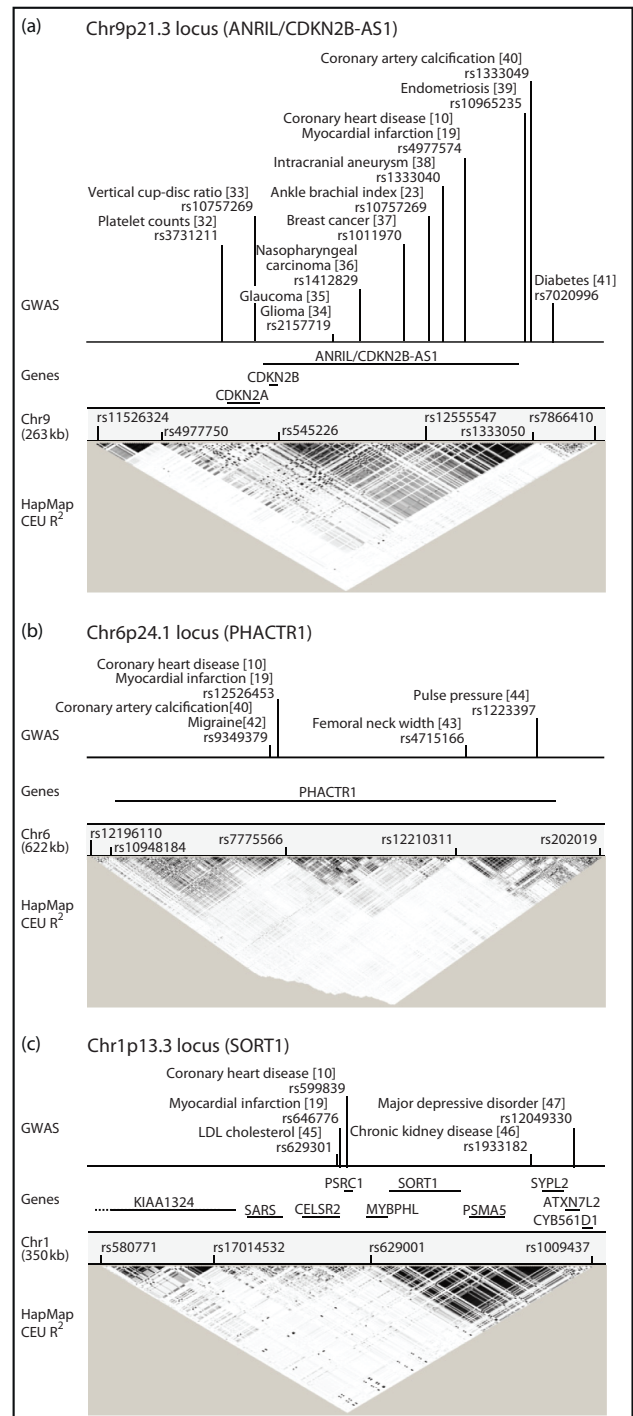 (a) Chr9p21.3 locus (ANRIL/CDKN2B-AS1)
Coronary artery calcification [40]
rs1333049
Endometriosis [39]
rs10965235
Coronary heart disease [10]
Myocardial infarction [19]
rs4977574
Intracranial aneurysm [38]
rs1333040
Vertical cup-disc ratio [33]
rs10757269
Ankle brachial index [23]
rs10757269
Platelet counts [32]
rs3731211
Breast cancer [37]
rs1011970
Nasopharyngeal
carcinoma [36]
rs1412829
Glaucoma [35]
Glioma [34]
rs2157719
Diabetes [41]
rs7020996
GWAS
ANRIL/CDKN2B-AS1
Genes
CDKN2B
CDKN2A
Chr9
(263 kb)
rs11526324
rs4977750
rs545226
rs12555547
rs1333050
rs7866410
HapMap
CEU R2
(b) Chr6p24.1 locus (PHACTR1)
Coronary heart disease [10]
Myocardial infarction [19]
rs12526453
Coronary artery calcification[40]
Migraine[42]
rs9349379
Pulse pressure [44]
rs1223397
Femoral neck width [43]
rs4715166
GWAS
Genes
PHACTR1
Chr6
(622 kb)
rs12196110
rs10948184
rs7775566
rs12210311
rs202019
HapMap
CEU R2
(c) Chr1p13.3 locus (SORT1)
Coronary heart disease [10]
rs599839
Myocardial infarction [19]
rs646776
LDL cholesterol [45]
rs629301
Major depressive disorder [47]
rs12049330
Chronic kidney disease [46]
rs1933182
GWAS
PSRC1
SORT1
SYPL2
Genes
KIAA1324
SARS
CELSR2
MYBPHL
PSMA5
ATXN7L2
CYB561D1
Chr1
(350 kb)
rs580771
rs17014532
rs629001
rs1009437
HapMap
CEU R2